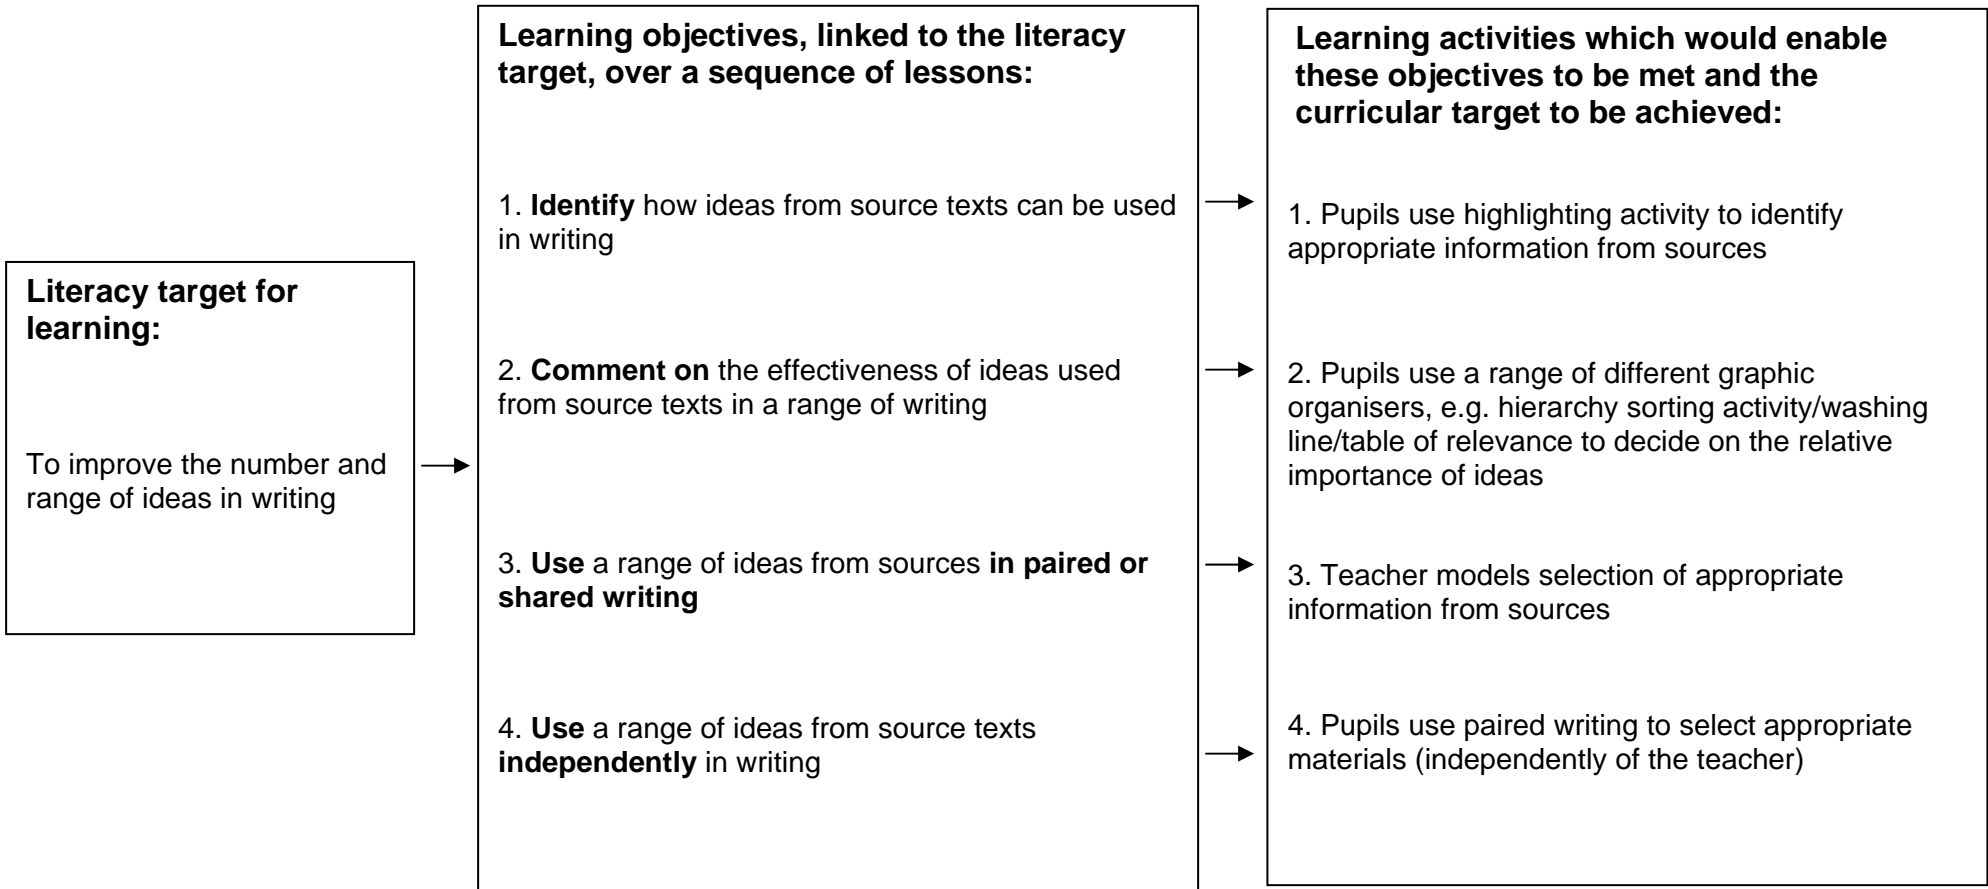 Literacy target for
learning:
To improve the number and
range of ideas in writing
Learning objectives, linked to the literacy
target, over a sequence of lessons:
1. Identify how ideas from source texts can be used
in writing
2. Comment on the effectiveness of ideas used
from source texts in a range of writing
3. Use a range of ideas from sources in paired or
shared writing
4. Use a range of ideas from source texts
independently in writing
Learning activities which would enable
these objectives to be met and the
curricular target to be achieved:
1. Pupils use highlighting activity to identify
appropriate information from sources
2. Pupils use a range of different graphic
organisers, e.g. hierarchy sorting activity/washing
line/table of relevance to decide on the relative
importance of ideas
3. Teacher models selection of appropriate
information from sources
4. Pupils use paired writing to select appropriate
materials (independently of the teacher)